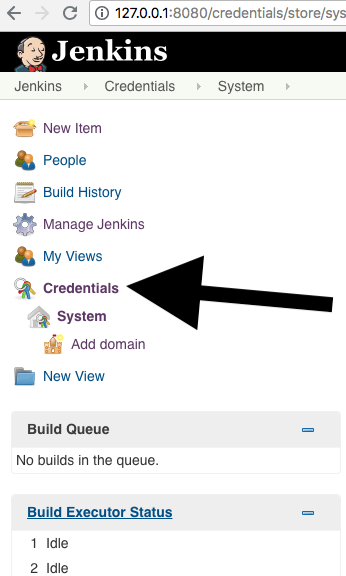 127.0.0.1:8080/credentials/store/sys
Jenkins
Jenkins Credentials System
New Item
People
Build History
Manage Jenkins
My Views
Credentials
System
Add domain
New View
Build Queue
No builds in the queue.
Build Executor Status
1 Idle
2 Idle